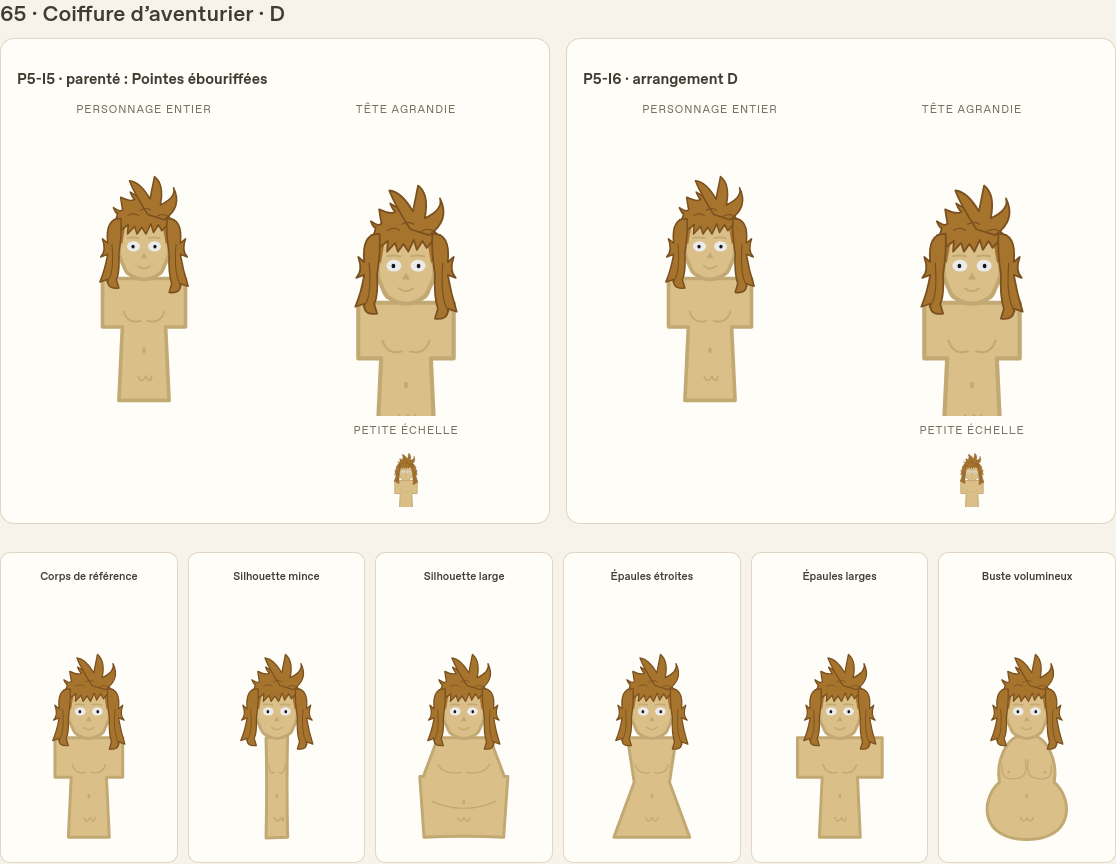 65 · Coiffure d’aventurier · D
P5-I5 · parenté : Pointes ébouriffées
PERSONNAGE ENTIER
TÊTE AGRANDIE
PETITE ÉCHELLE
P5-I6 · arrangement D
PERSONNAGE ENTIER
TÊTE AGRANDIE
PETITE ÉCHELLE
Corps de référence
Silhouette mince
Silhouette large
Épaules étroites
Épaules larges
Buste volumineux